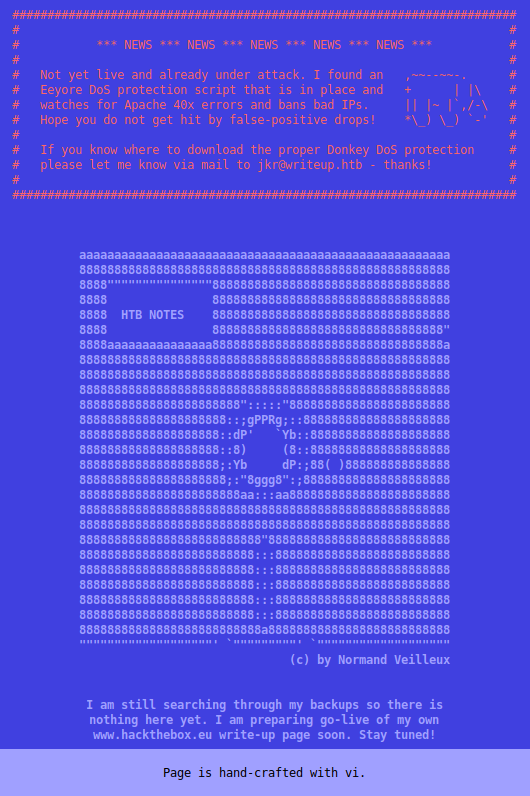 ########################################################################
#                                                                      #
#           *** NEWS *** NEWS *** NEWS *** NEWS *** NEWS ***           #
#                                                                      #
#   Not yet live and already under attack. I found an   ,~~--~~-.      #
#   Eeyore DoS protection script that is in place and   +      | |\    #
#   watches for Apache 40x errors and bans bad IPs.     || |~ |`,/-\   #
#   Hope you do not get hit by false-positive drops!    *\_) \_) `-'   #
#                                                                      #
#   If you know where to download the proper Donkey DoS protection     #
#   please let me know via mail to jkr@writeup.htb - thanks!           #
#                                                                      #
########################################################################
HTB NOTES
(c) by Normand Veilleux
I am still searching through my backups so there is
nothing here yet. I am preparing go-live of my own
www.hackthebox.eu write-up page soon. Stay tuned!
Page is hand-crafted with vi.